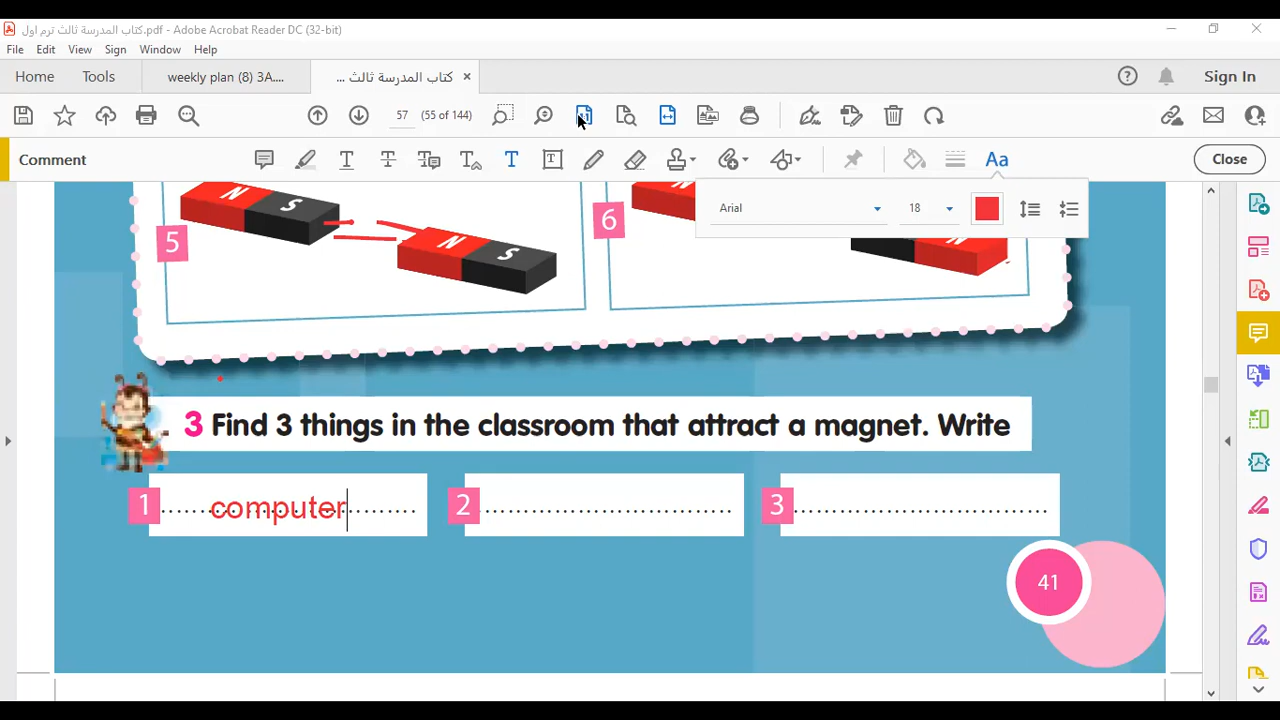 كتاب المدرسة ثالث ترم اول.pdf - Adobe Acrobat Reader DC (32-bit)
File Edit View Sign Window Help
Home Tools weekly plan (8) 3A.... كتاب المدرسة ثالث ... × Sign In
57 (55 of 144)
Comment Aa Close
Arial 18
N S
5
N S
6
N
3 Find 3 things in the classroom that attract a magnet. Write
1 computer 2 3
41